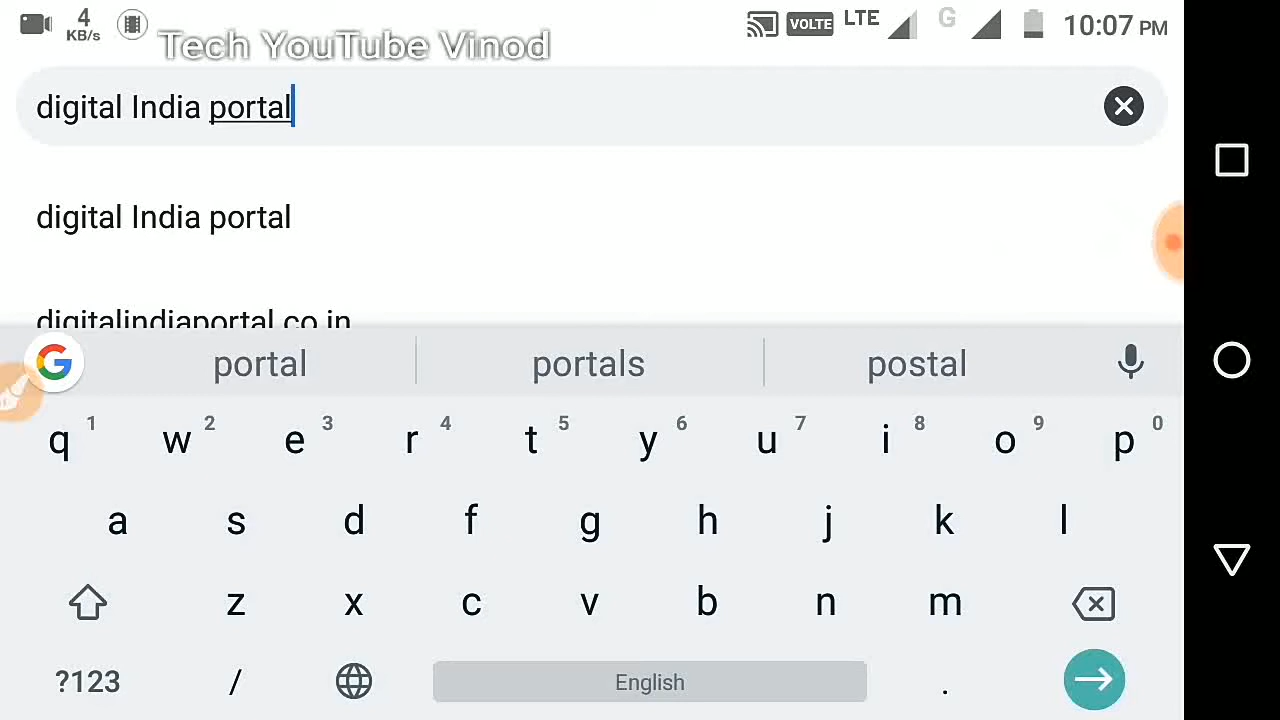 4 KB/s VOLTE LTE G 10:07 PM
Tech YouTube Vinod
digital India portal
digital India portal
digitalindiaportal.co.in
G portal portals postal
q 1 w 2 e 3 r 4 t 5 y 6 u 7 i 8 o 9 p 0
a s d f g h j k l
z x c v b n m
?123 / English .